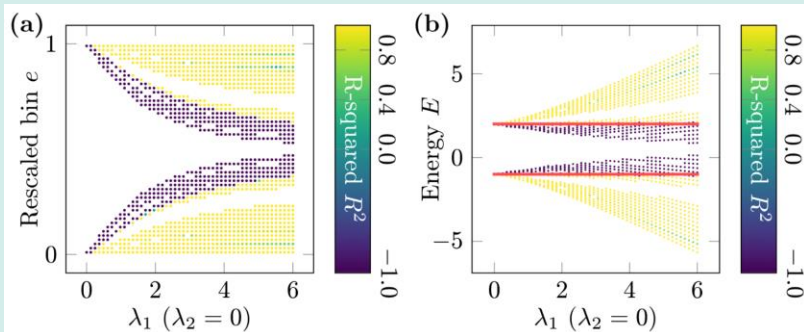 (a)
Rescaled bin e
1
0
0
2
4
6
λ₁ (λ₂ = 0)
0.8
0.4
0.0
−1.0
R-squared R²
(b)
Energy E
5
0
−5
0
2
4
6
λ₁ (λ₂ = 0)
0.8
0.4
0.0
−1.0
R-squared R²